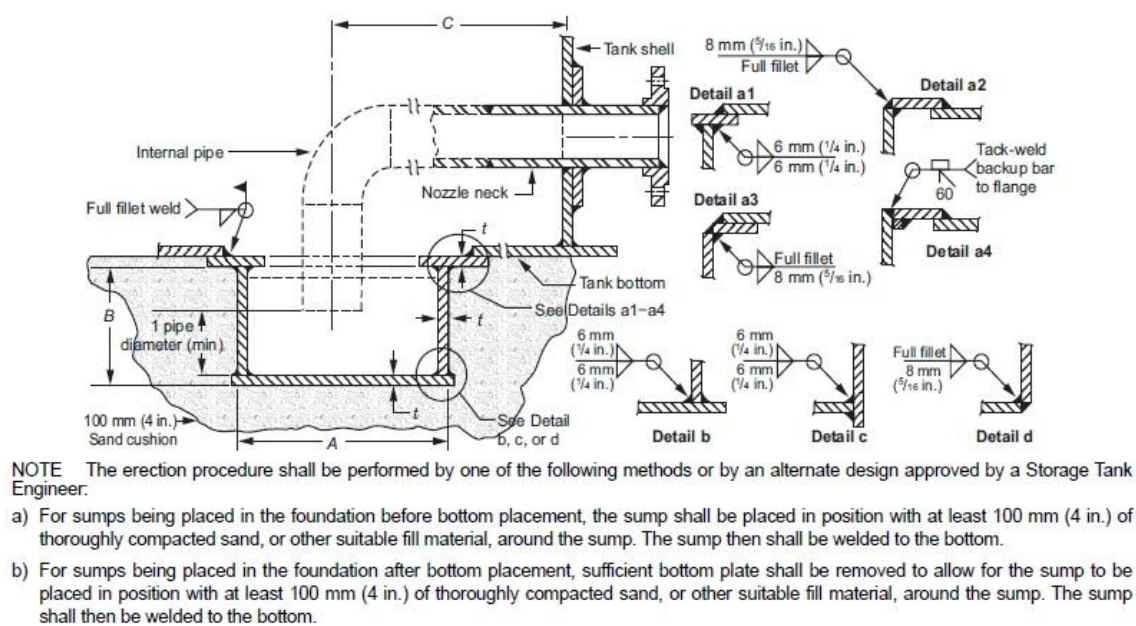 C
Tank shell
8 mm (5/16 in.)
Full fillet
Detail a1
Detail a2
Internal pipe
6 mm (1/4 in.)
6 mm (1/4 in.)
Tack-weld
backup bar
to flange
60
Nozzle neck
Full fillet weld
Detail a3
t
Detail a4
Full fillet
8 mm (5/16 in.)
Tank bottom
See Details a1–a4
B
1 pipe
diameter (min)
t
6 mm
(1/4 in.)
6 mm
(1/4 in.)
6 mm
(1/4 in.)
6 mm
(1/4 in.)
Full fillet
8 mm
(5/16 in.)
t
100 mm (4 in.)
Sand cushion
A
See Detail
b, c, or d
Detail b
Detail c
Detail d
NOTE The erection procedure shall be performed by one of the following methods or by an alternate design approved by a Storage Tank
Engineer:
a) For sumps being placed in the foundation before bottom placement, the sump shall be placed in position with at least 100 mm (4 in.) of
thoroughly compacted sand, or other suitable fill material, around the sump. The sump then shall be welded to the bottom.
b) For sumps being placed in the foundation after bottom placement, sufficient bottom plate shall be removed to allow for the sump to be
placed in position with at least 100 mm (4 in.) of thoroughly compacted sand, or other suitable fill material, around the sump. The sump
shall then be welded to the bottom.